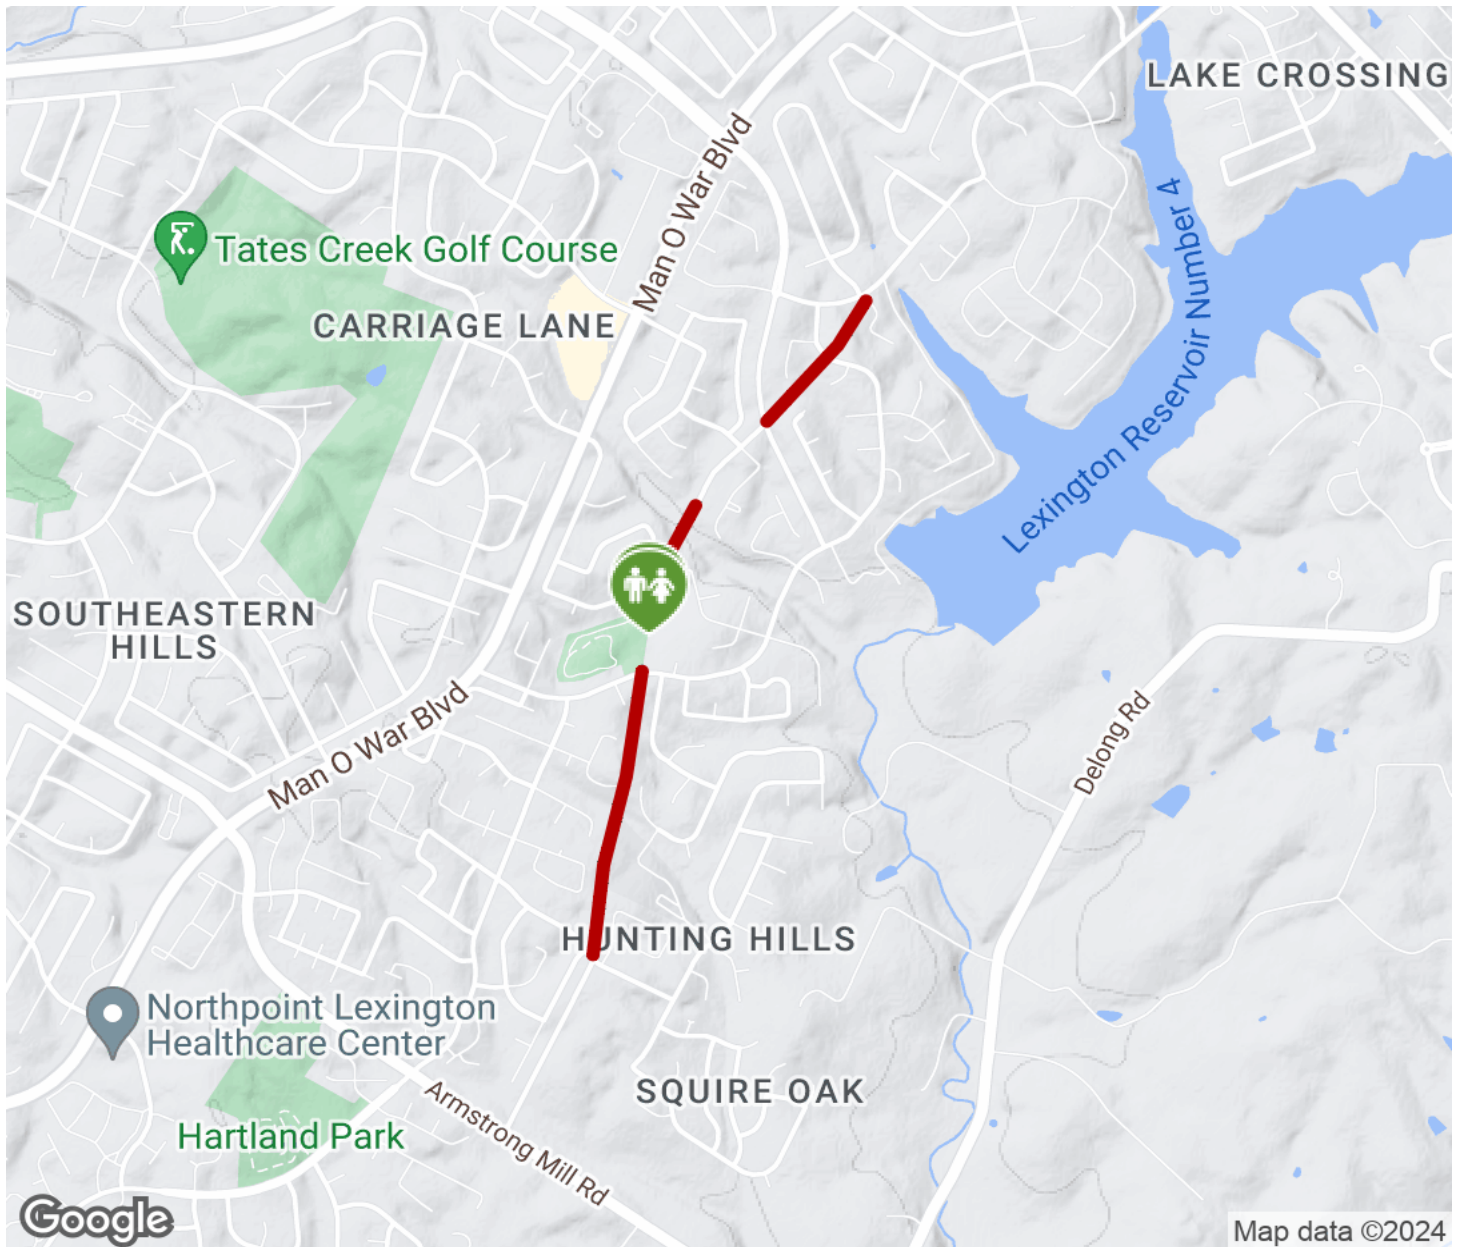 LAKE CROSSING
Man O War Blvd
Tates Creek Golf Course
Lexington Reservoir Number 4
CARRIAGE LANE
SOUTHEASTERN
HILLS
Man O War Blvd
Delong Rd
HUNTING HILLS
Northpoint Lexington
Healthcare Center
Armstrong Mill Rd
SQUIRE OAK
Hartland Park
Google
Map data ©2024